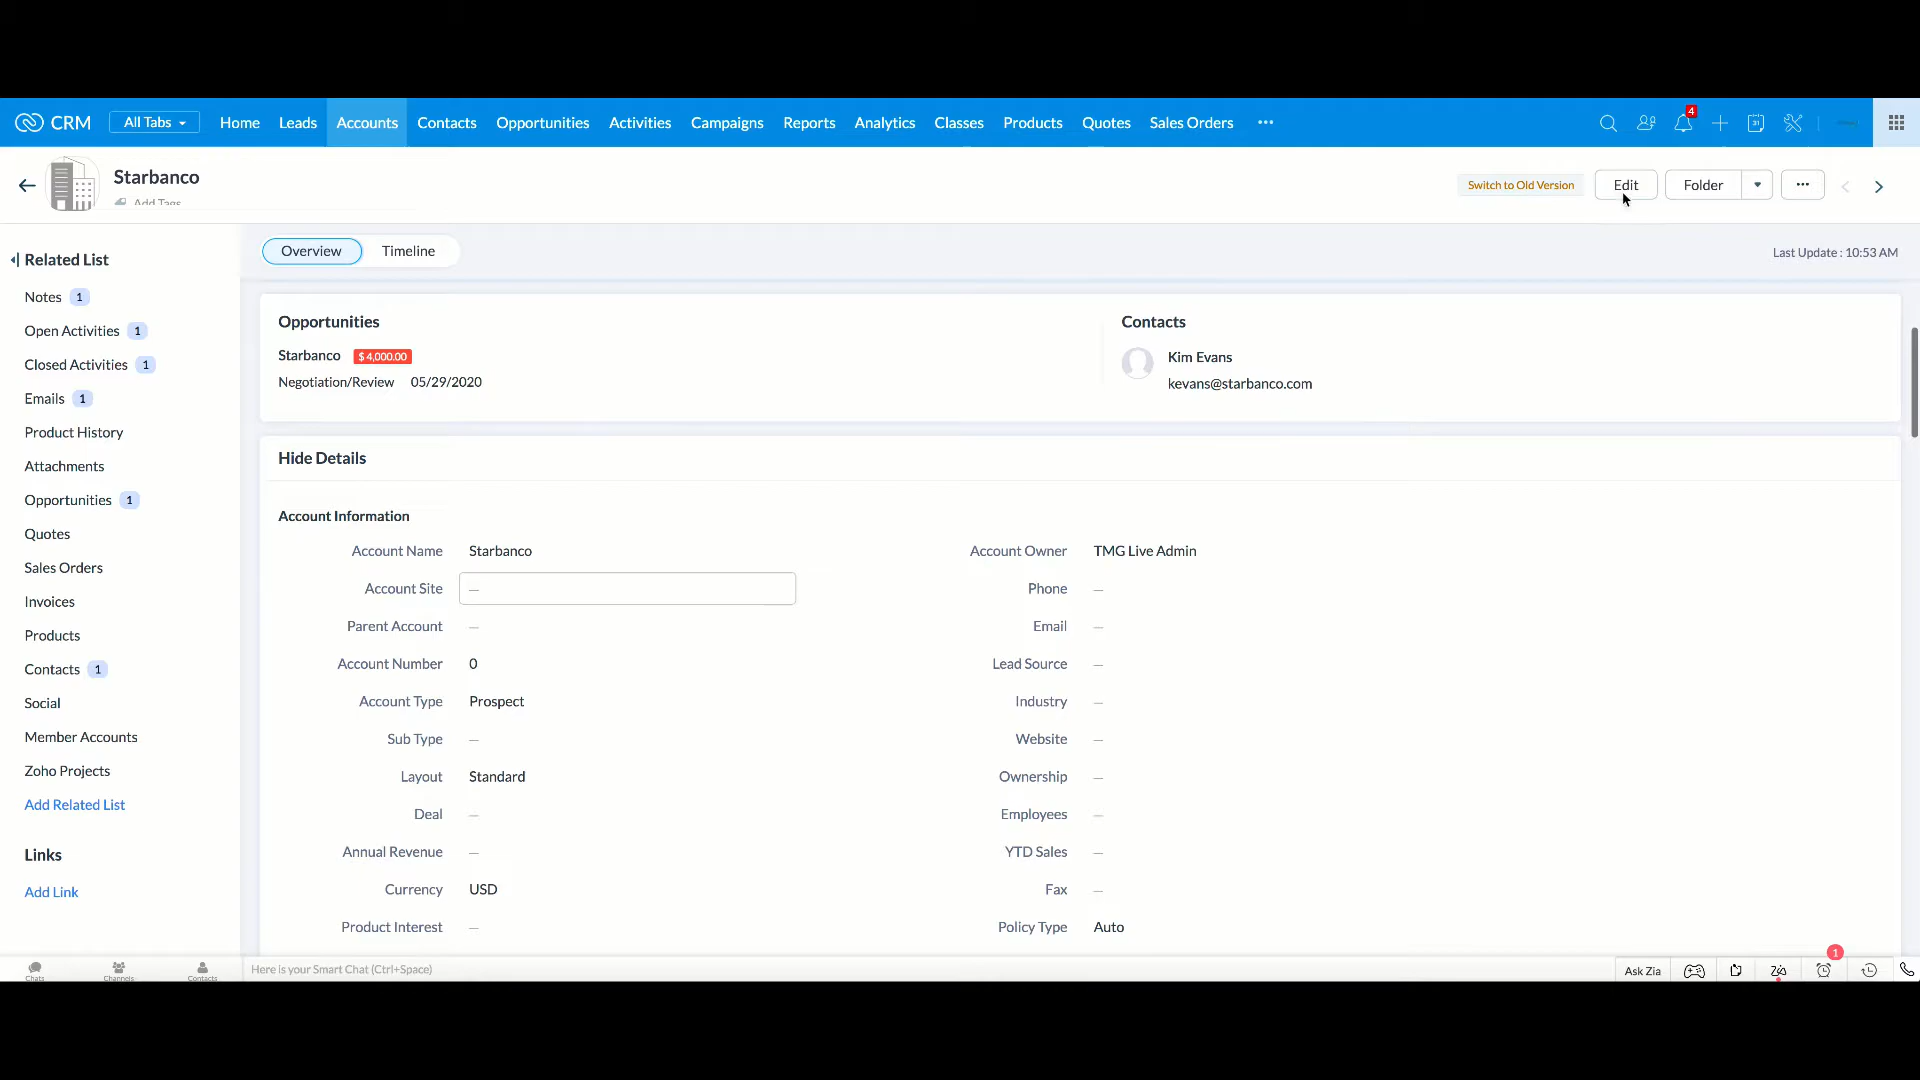 CRM All Tabs Home Leads Accounts Contacts Opportunities Activities Campaigns Reports Analytics Classes Products Quotes Sales Orders ••• 4 31
Starbanco
Add Tags
Switch to Old Version Edit Folder •••
Related List
Notes 1
Open Activities 1
Closed Activities 1
Emails 1
Product History
Attachments
Opportunities 1
Quotes
Sales Orders
Invoices
Products
Contacts 1
Social
Member Accounts
Zoho Projects
Add Related List
Links
Add Link
Overview Timeline
Last Update : 10:53 AM
Opportunities
Starbanco $ 4,000.00
Negotiation/Review 05/29/2020
Contacts
Kim Evans
kevans@starbanco.com
Hide Details
Account Information
Account Name Starbanco
Account Site —
Parent Account —
Account Number 0
Account Type Prospect
Sub Type —
Layout Standard
Deal —
Annual Revenue —
Currency USD
Product Interest —
Account Owner TMG Live Admin
Phone —
Email —
Lead Source —
Industry —
Website —
Ownership —
Employees —
YTD Sales —
Fax —
Policy Type Auto
Chats Channels Contacts
Here is your Smart Chat (Ctrl+Space)
Ask Zia
1